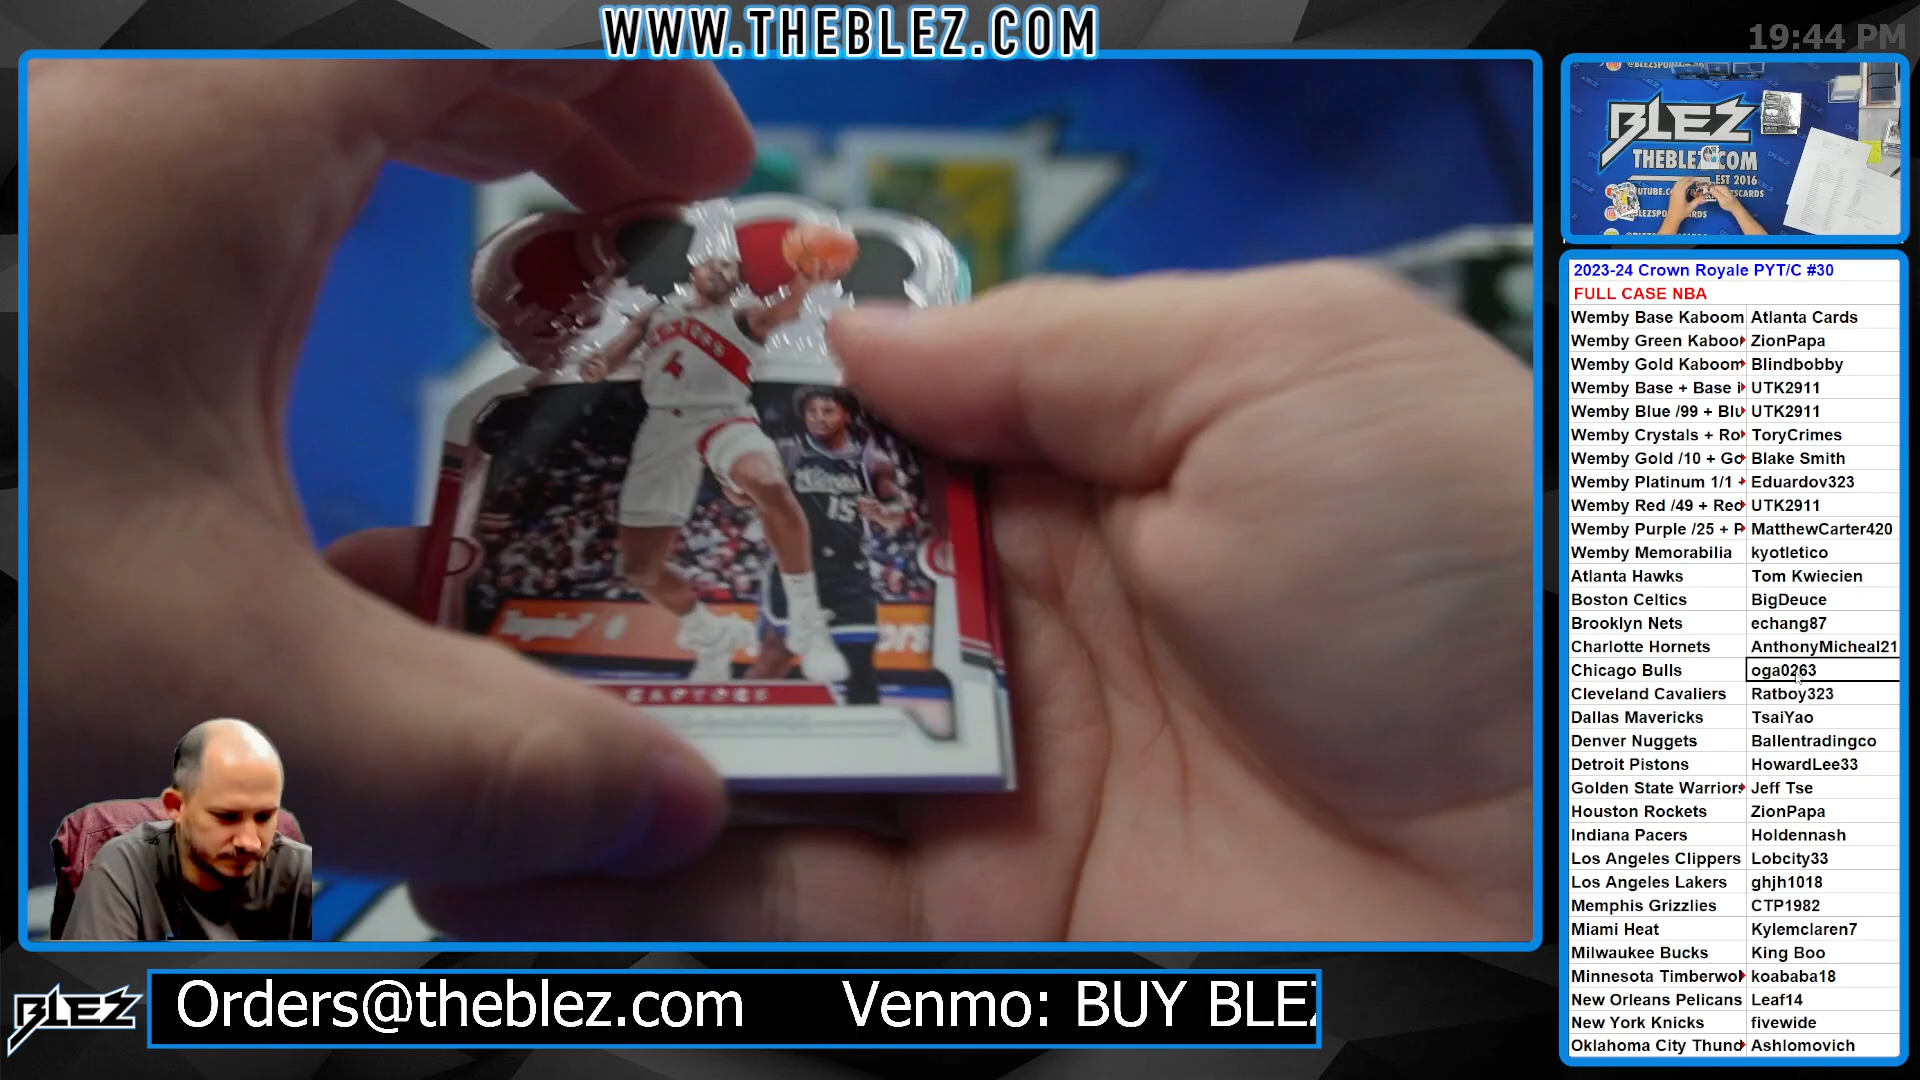 WWW.THEBLEZ.COM
19:44 PM
BLEZ
THEBLEZ.COM
EST 2016
2023-24 Crown Royale PYT/C #30
FULL CASE NBA
Wemby Base Kaboom Atlanta Cards
Wemby Green Kaboo ZionPapa
Wemby Gold Kaboom Blindbobby
Wemby Base + Base i UTK2911
Wemby Blue /99 + Blu UTK2911
Wemby Crystals + Ro ToryCrimes
Wemby Gold /10 + Go Blake Smith
Wemby Platinum 1/1 + Eduardov323
Wemby Red /49 + Red UTK2911
Wemby Purple /25 + P MatthewCarter420
Wemby Memorabilia kyotletico
Atlanta Hawks Tom Kwiecien
Boston Celtics BigDeuce
Brooklyn Nets echang87
Charlotte Hornets AnthonyMicheal21
Chicago Bulls oga0263
Cleveland Cavaliers Ratboy323
Dallas Mavericks TsaiYao
Denver Nuggets Ballentradingco
Detroit Pistons HowardLee33
Golden State Warriors Jeff Tse
Houston Rockets ZionPapa
Indiana Pacers Holdennash
Los Angeles Clippers Lobcity33
Los Angeles Lakers ghjh1018
Memphis Grizzlies CTP1982
Miami Heat Kylemclaren7
Milwaukee Bucks King Boo
Minnesota Timberwol koababa18
New Orleans Pelicans Leaf14
New York Knicks fivewide
Oklahoma City Thund Ashlomovich
4
15
RAPTORS
BLEZ
Orders@theblez.com Venmo: BUY BLEZ